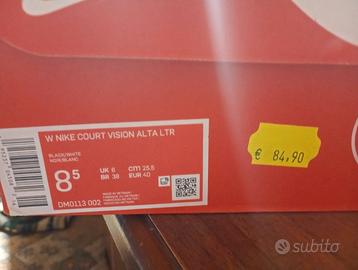 W NIKE COURT VISION ALTA LTR
BLACK/WHITE
NOIR/BLANC
8 5
UK 6
BR 38
cm 25.5
EUR 40
DM0113 002
€ 84,90
subito